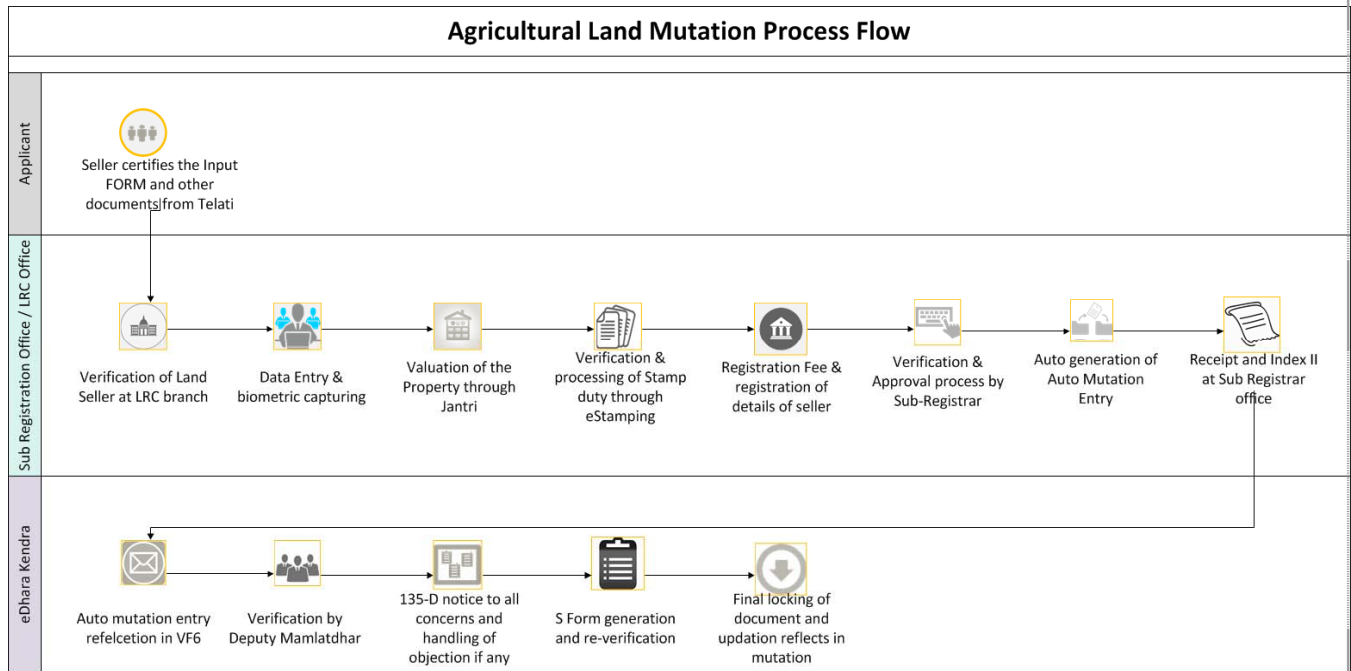 Agricultural Land Mutation Process Flow
Applicant
Seller certifies the Input
FORM and other
documents from Telati
Sub Registration Office / LRC Office
Verification of Land
Seller at LRC branch
Data Entry &
biometric capturing
Valuation of the
Property through
Jantri
Verification &
processing of Stamp
duty through
eStamping
Registration Fee &
registration of
details of seller
Verification &
Approval process by
Sub-Registrar
Auto generation of
Auto Mutation
Entry
Receipt and Index II
at Sub Registrar
office
eDhara Kendra
Auto mutation entry
refelcetion in VF6
Verification by
Deputy Mamlatdhar
135-D notice to all
concerns and
handling of
objection if any
S Form generation
and re-verification
Final locking of
document and
updation reflects in
mutation